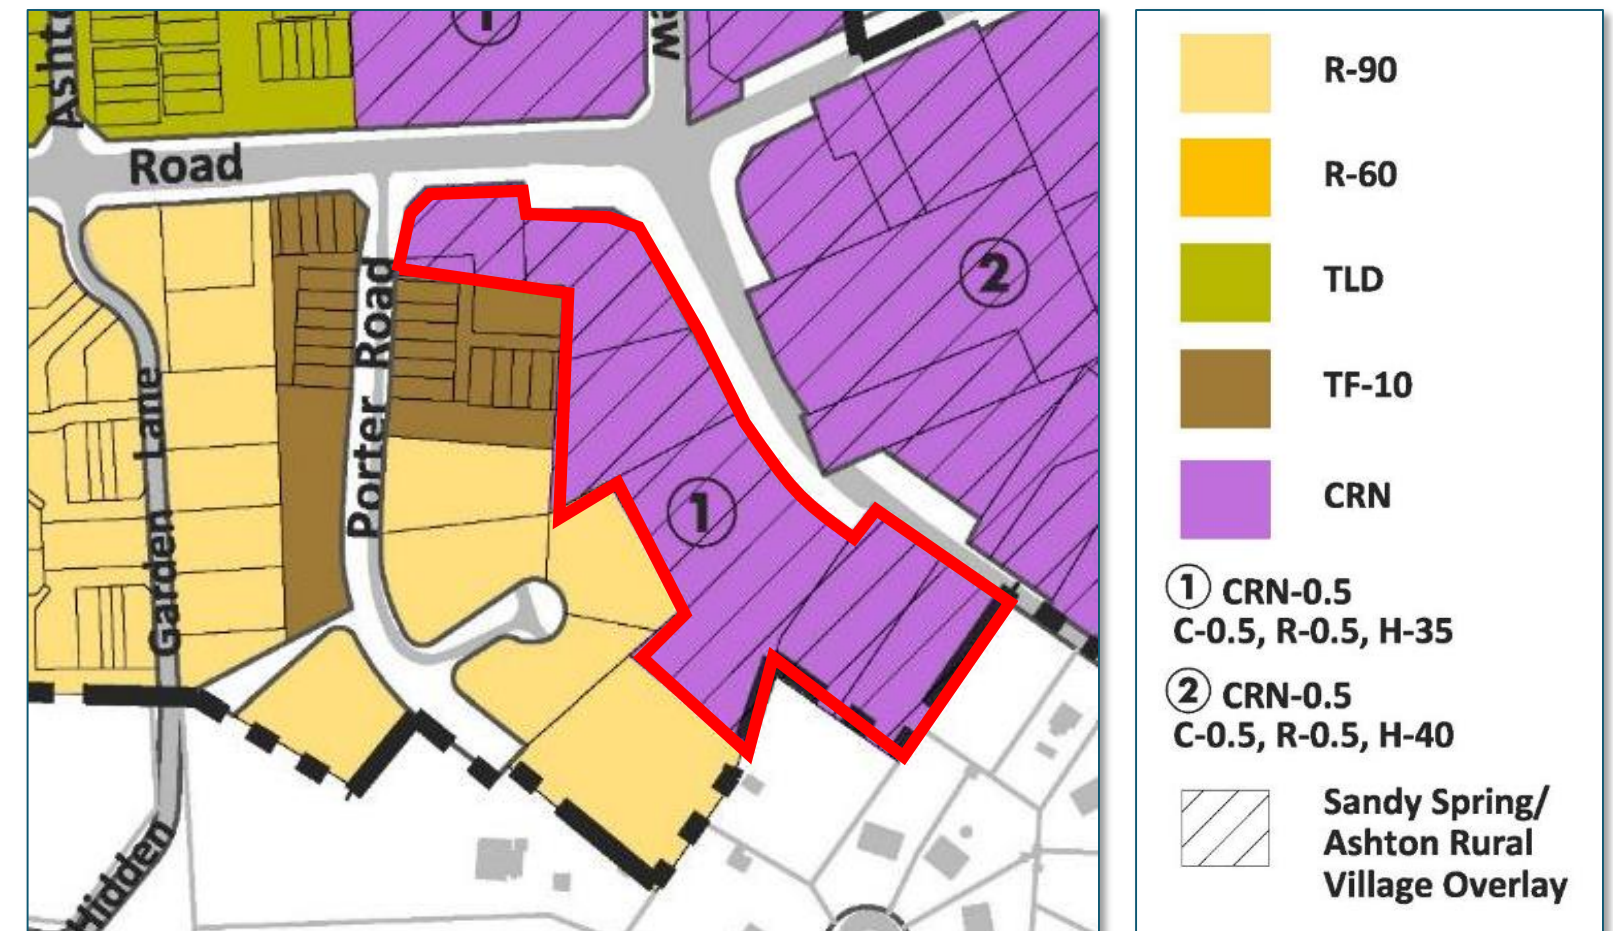 1
Road
2
Porter Road
Garden Lane
1
Hidden
R-90
R-60
TLD
TF-10
CRN
1 CRN-0.5
C-0.5, R-0.5, H-35
2 CRN-0.5
C-0.5, R-0.5, H-40
Sandy Spring/
Ashton Rural
Village Overlay